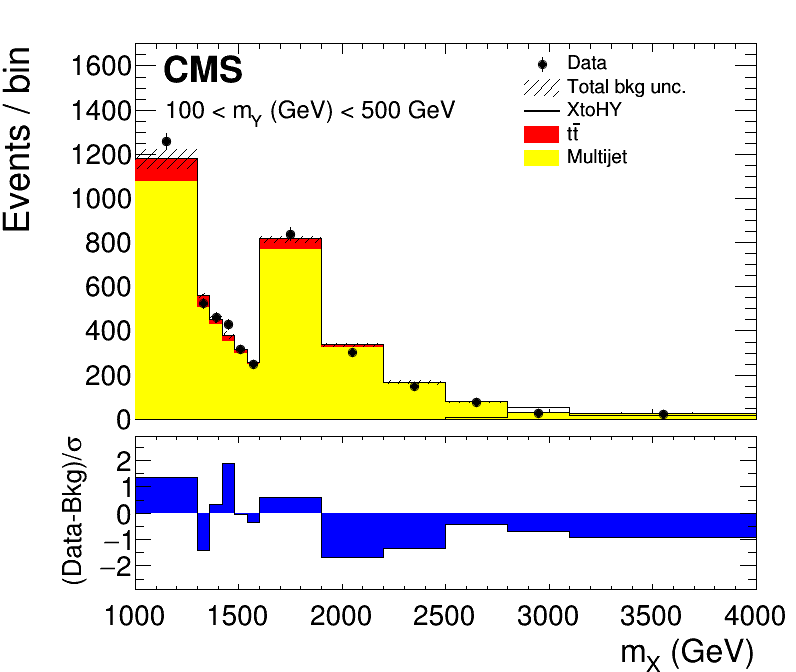 Events / bin
1600
1400
1200
1000
800
600
400
200
0
CMS
100 < m_Y (GeV) < 500 GeV
Data
Total bkg unc.
XtoHY
tt̄
Multijet
(Data-Bkg)/σ
2
1
0
−1
−2
1000 1500 2000 2500 3000 3500 4000
m_X (GeV)